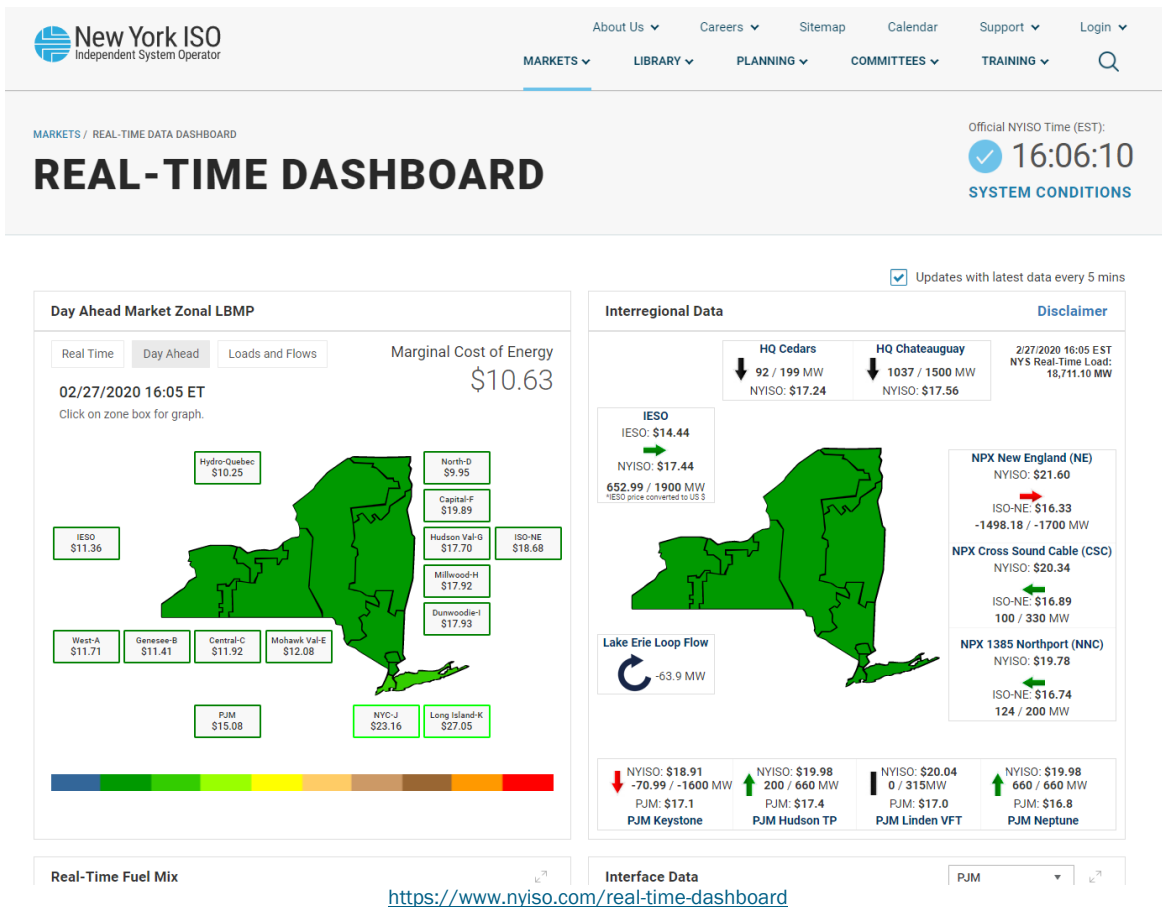 New York ISO
Independent System Operator
About Us
Careers
Sitemap
Calendar
Support
Login
MARKETS
LIBRARY
PLANNING
COMMITTEES
TRAINING
MARKETS / REAL-TIME DATA DASHBOARD
REAL-TIME DASHBOARD
Official NYISO Time (EST):
16:06:10
SYSTEM CONDITIONS
Updates with latest data every 5 mins
Day Ahead Market Zonal LBMP
Real Time
Day Ahead
Loads and Flows
Marginal Cost of Energy
$10.63
02/27/2020 16:05 ET
Click on zone box for graph.
Hydro-Quebec
$10.25
North-D
$9.95
Capital-F
$19.89
IESO
$11.36
Hudson Val-G
$17.70
ISO-NE
$18.68
Millwood-H
$17.92
Dunwoodie-I
$17.93
West-A
$11.71
Genesee-B
$11.41
Central-C
$11.92
Mohawk Val-E
$12.08
PJM
$15.08
NYC-J
$23.16
Long Island-K
$27.05
Interregional Data
Disclaimer
HQ Cedars
92 / 199 MW
NYISO: $17.24
HQ Chateauguay
1037 / 1500 MW
NYISO: $17.56
2/27/2020 16:05 EST
NYS Real-Time Load:
18,711.10 MW
IESO
IESO: $14.44
NYISO: $17.44
652.99 / 1900 MW
*IESO price converted to US $
NPX New England (NE)
NYISO: $21.60
ISO-NE: $16.33
-1498.18 / -1700 MW
NPX Cross Sound Cable (CSC)
NYISO: $20.34
ISO-NE: $16.89
100 / 330 MW
NPX 1385 Northport (NNC)
NYISO: $19.78
ISO-NE: $16.74
124 / 200 MW
Lake Erie Loop Flow
-63.9 MW
NYISO: $18.91
-70.99 / -1600 MW
PJM: $17.1
PJM Keystone
NYISO: $19.98
200 / 660 MW
PJM: $17.4
PJM Hudson TP
NYISO: $20.04
0 / 315MW
PJM: $17.0
PJM Linden VFT
NYISO: $19.98
660 / 660 MW
PJM: $16.8
PJM Neptune
Real-Time Fuel Mix
Interface Data
PJM
https://www.nyiso.com/real-time-dashboard